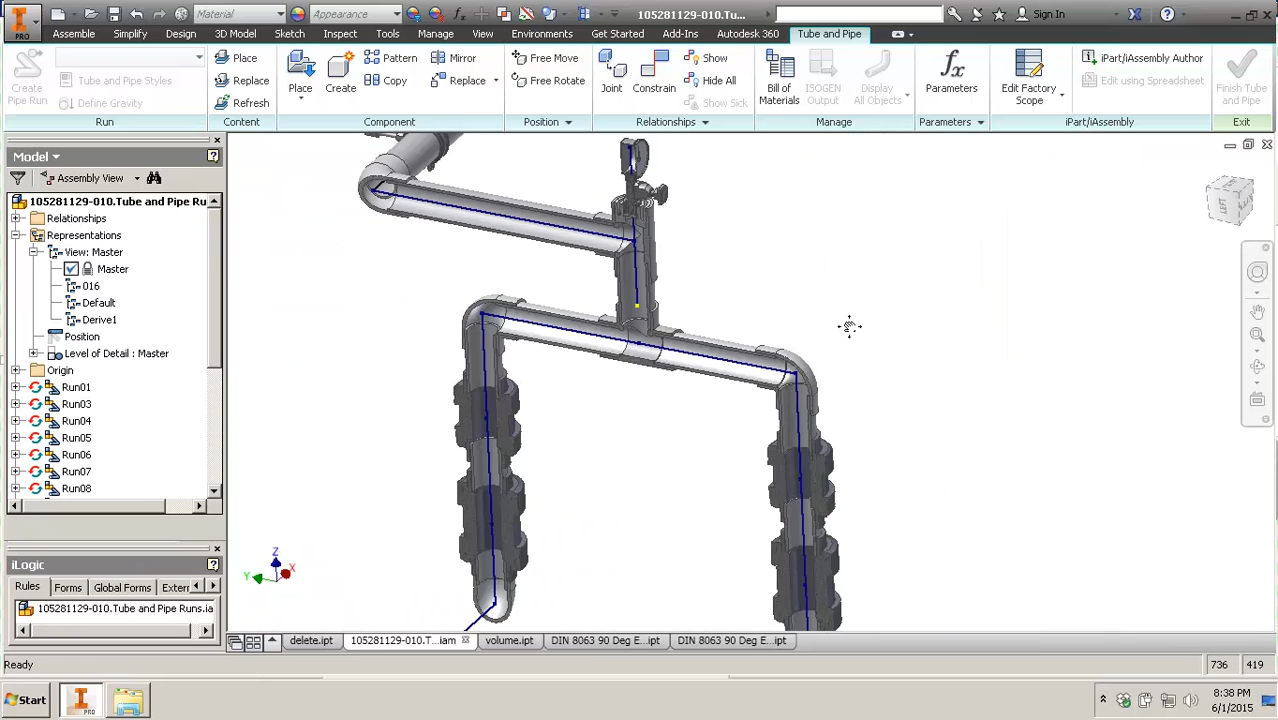 Material
Appearance
105281129-010.Tu...
Sign In
PRO
Assemble
Simplify
Design
3D Model
Sketch
Inspect
Tools
Manage
View
Environments
Get Started
Add-Ins
Autodesk 360
Tube and Pipe
Create
Pipe Run
Tube and Pipe Styles
Define Gravity
Place
Replace
Refresh
Place
Create
Pattern
Copy
Mirror
Replace
Free Move
Free Rotate
Joint
Constrain
Show
Hide All
Show Sick
Bill of
Materials
ISOGEN
Output
Display
All Objects
fx
Parameters
Edit Factory
Scope
iPart/iAssembly Author
Edit using Spreadsheet
Finish Tube
and Pipe
Run
Content
Component
Position
Relationships
Manage
Parameters
iPart/iAssembly
Exit
Model
Assembly View
105281129-010.Tube and Pipe Ru
Relationships
Representations
View: Master
Master
016
Default
Derive1
Position
Level of Detail : Master
Origin
Run01
Run03
Run04
Run05
Run06
Run07
Run08
iLogic
Rules
Forms
Global Forms
Extern
105281129-010.Tube and Pipe Runs.ia
Z
Y
X
LEFT
delete.ipt
105281129-010.T...iam
volume.ipt
DIN 8063 90 Deg E...ipt
DIN 8063 90 Deg E...ipt
Ready
736
419
Start
PRO
8:38 PM
6/1/2015